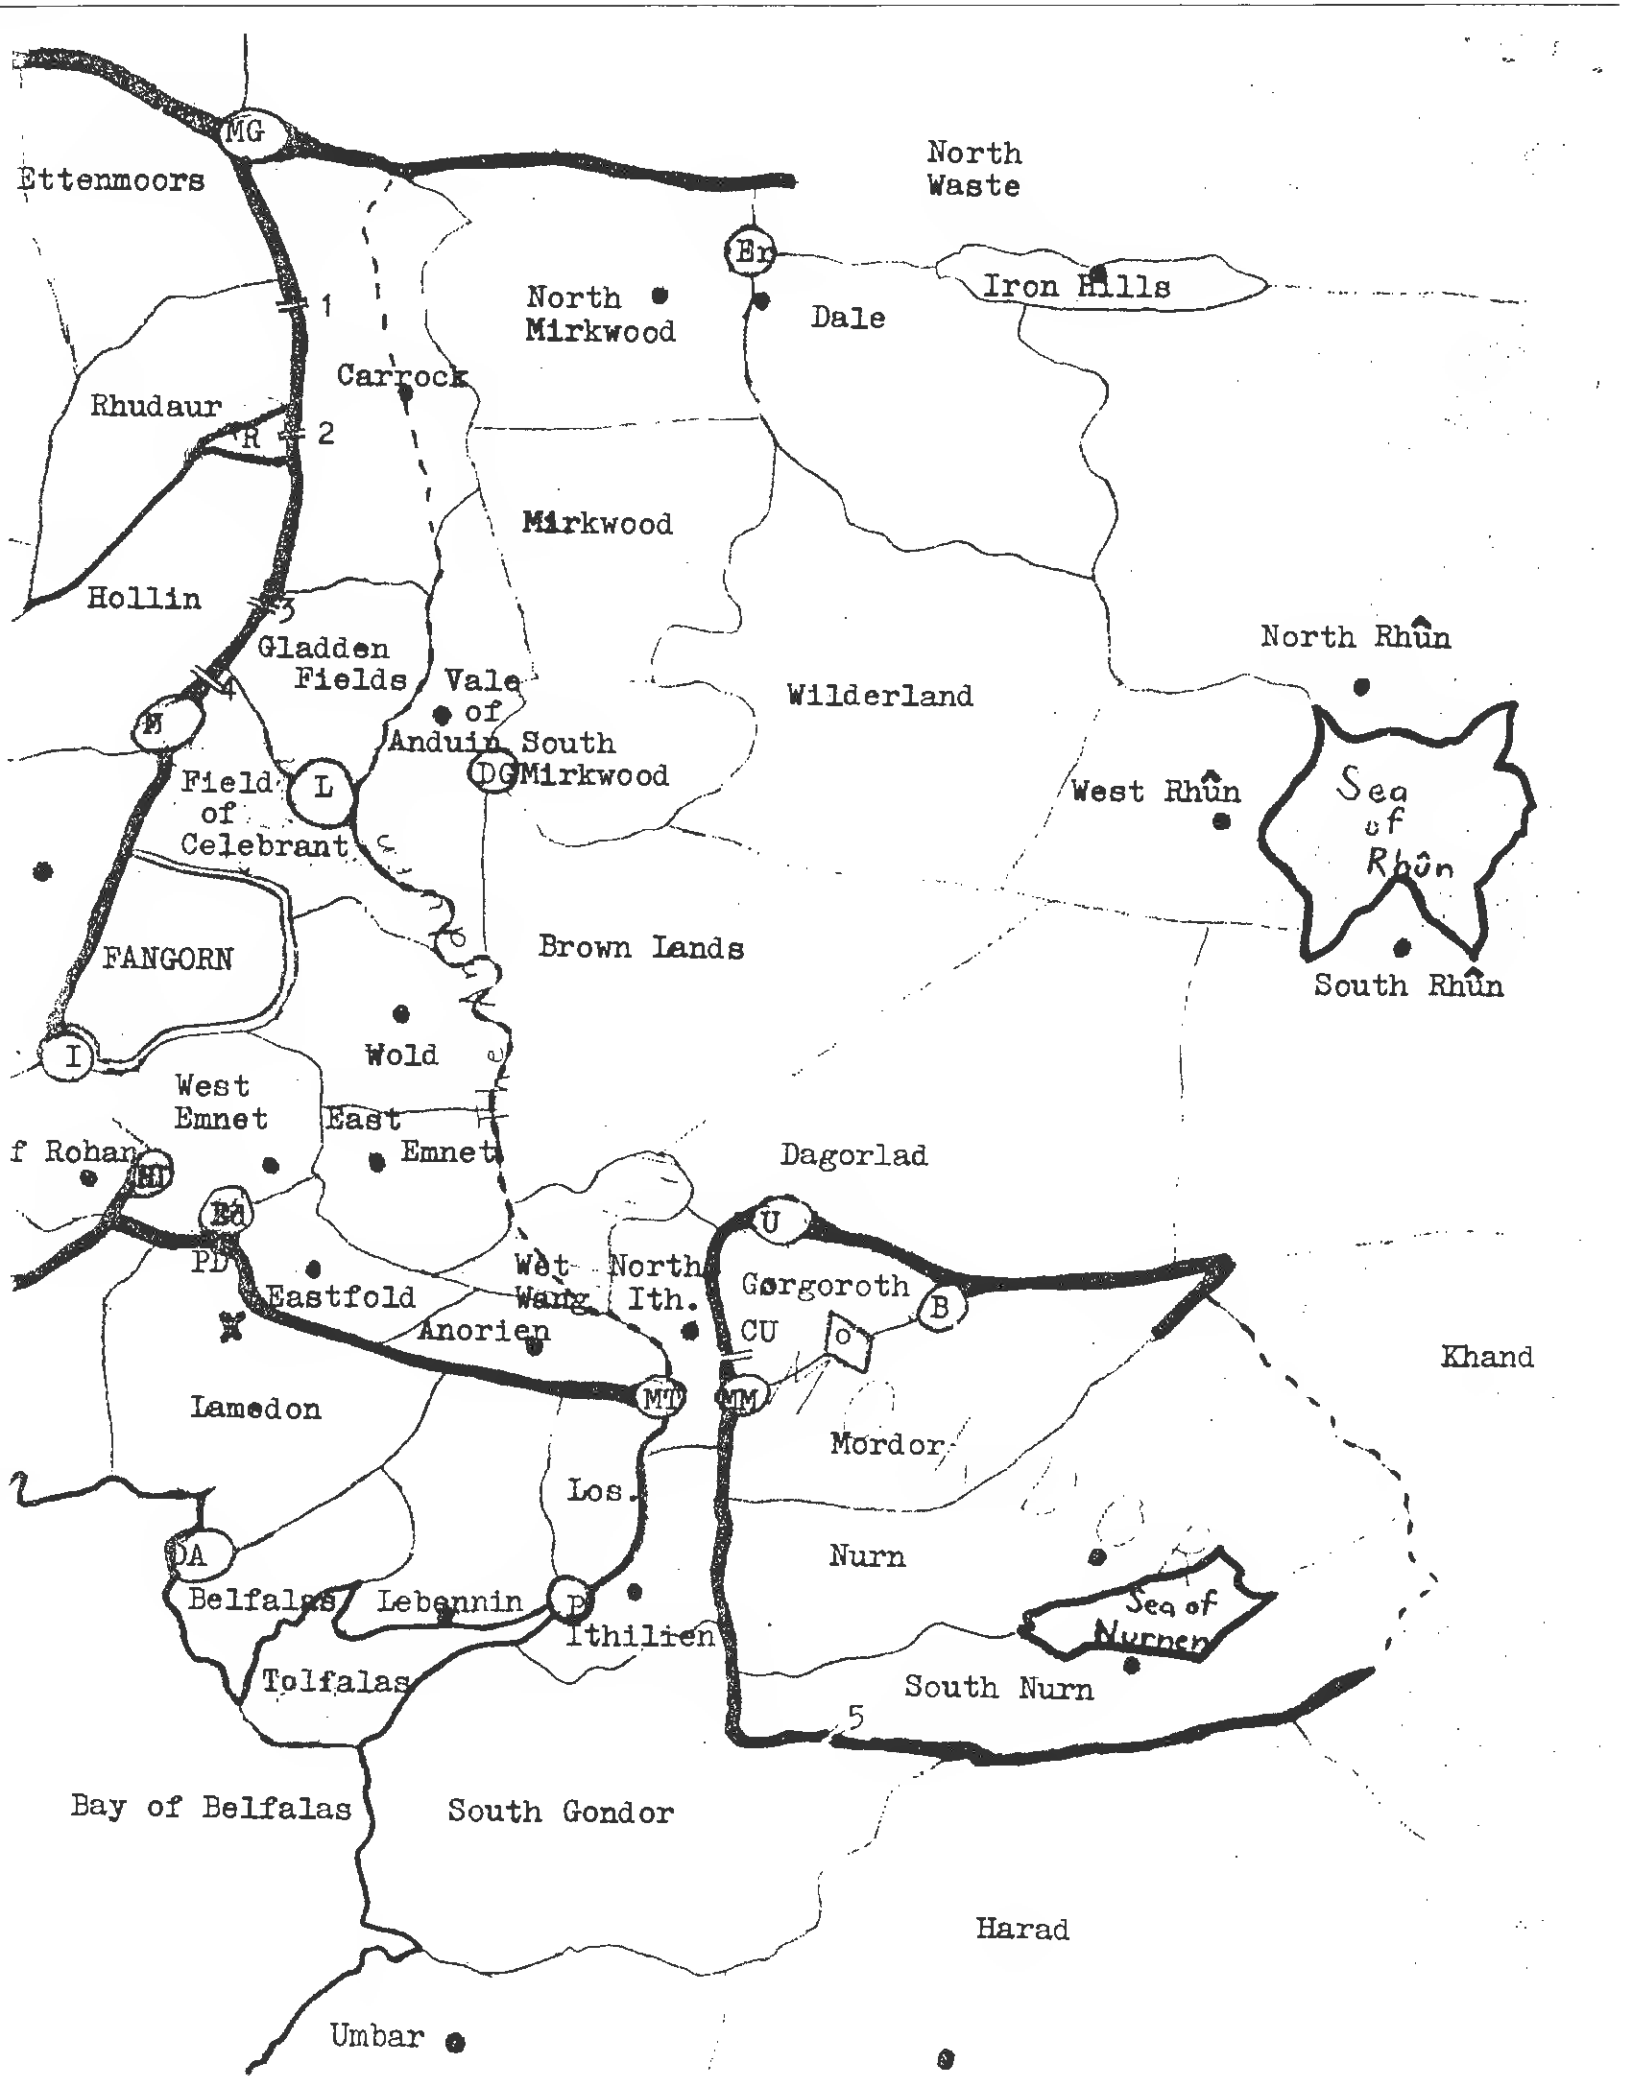 MG
North
Waste
Ettenmoors
Er
Iron Hills
North
Mirkwood
1
Dale
Carrock
Rhudaur
R
2
Mirkwood
Hollin
3
Gladden
Fields
North Rhûn
Vale
of
Anduin
4
Wilderland
M
South
Mirkwood
DG
Field
of
Celebrant
L
West Rhûn
Sea
of
Rhûn
FANGORN
Brown Lands
South Rhûn
I
Wold
West
Emnet
East
Emnet
f Rohan
Dagorlad
Ed
U
PD
Wet
Wang
North
Ith.
Gorgoroth
Eastfold
B
Anorien
CU
O
Khand
MT
MM
Lamedon
Mordor
Los.
DA
Nurn
Belfalas
Lebennin
P
Sea of
Nurnen
Ithilien
Tolfalas
South Nurn
5
Bay of Belfalas
South Gondor
Harad
Umbar